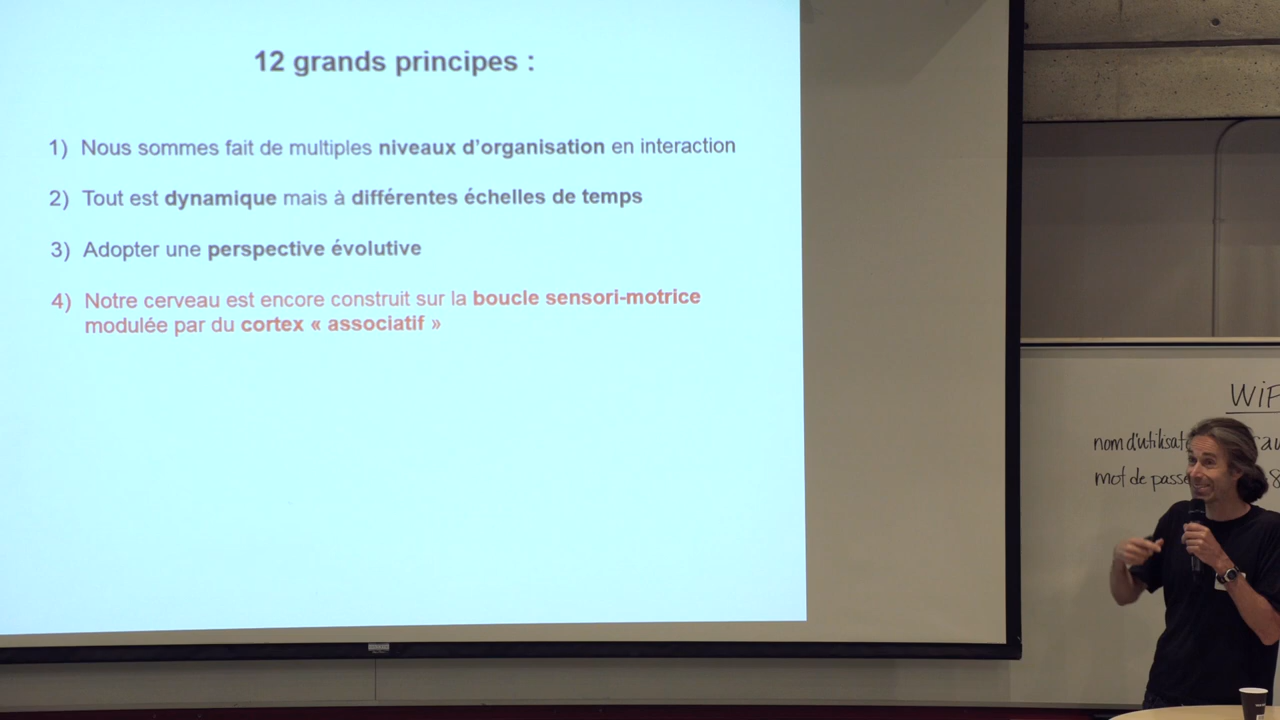 12 grands principes :
1) Nous sommes fait de multiples niveaux d'organisation en interaction
2) Tout est dynamique mais à différentes échelles de temps
3) Adopter une perspective évolutive
4) Notre cerveau est encore construit sur la boucle sensori-motrice
modulée par du cortex « associatif »
nom d'utilisat
mot de passe